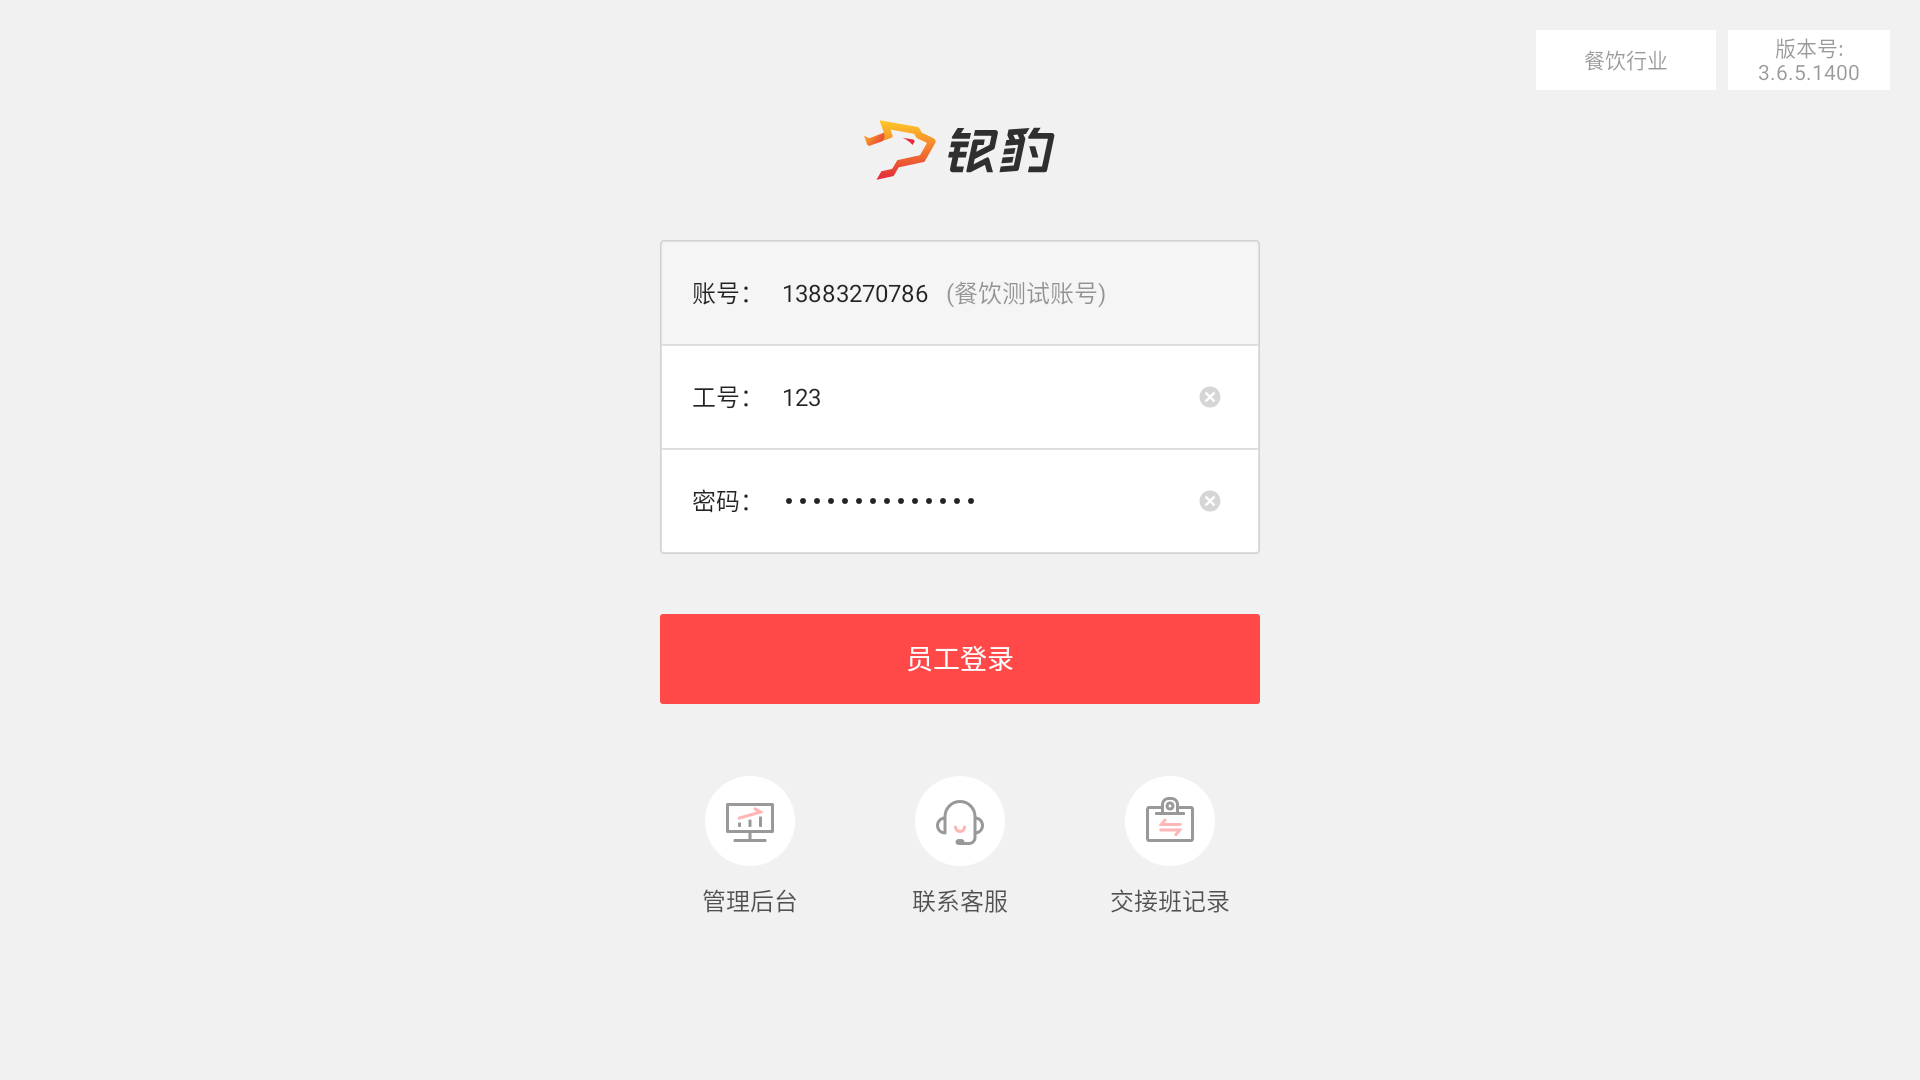 餐饮行业
版本号:
3.6.5.1400
银豹
账号： 13883270786 (餐饮测试账号)
工号： 123
密码： ••••••••••••••
员工登录
管理后台
联系客服
交接班记录